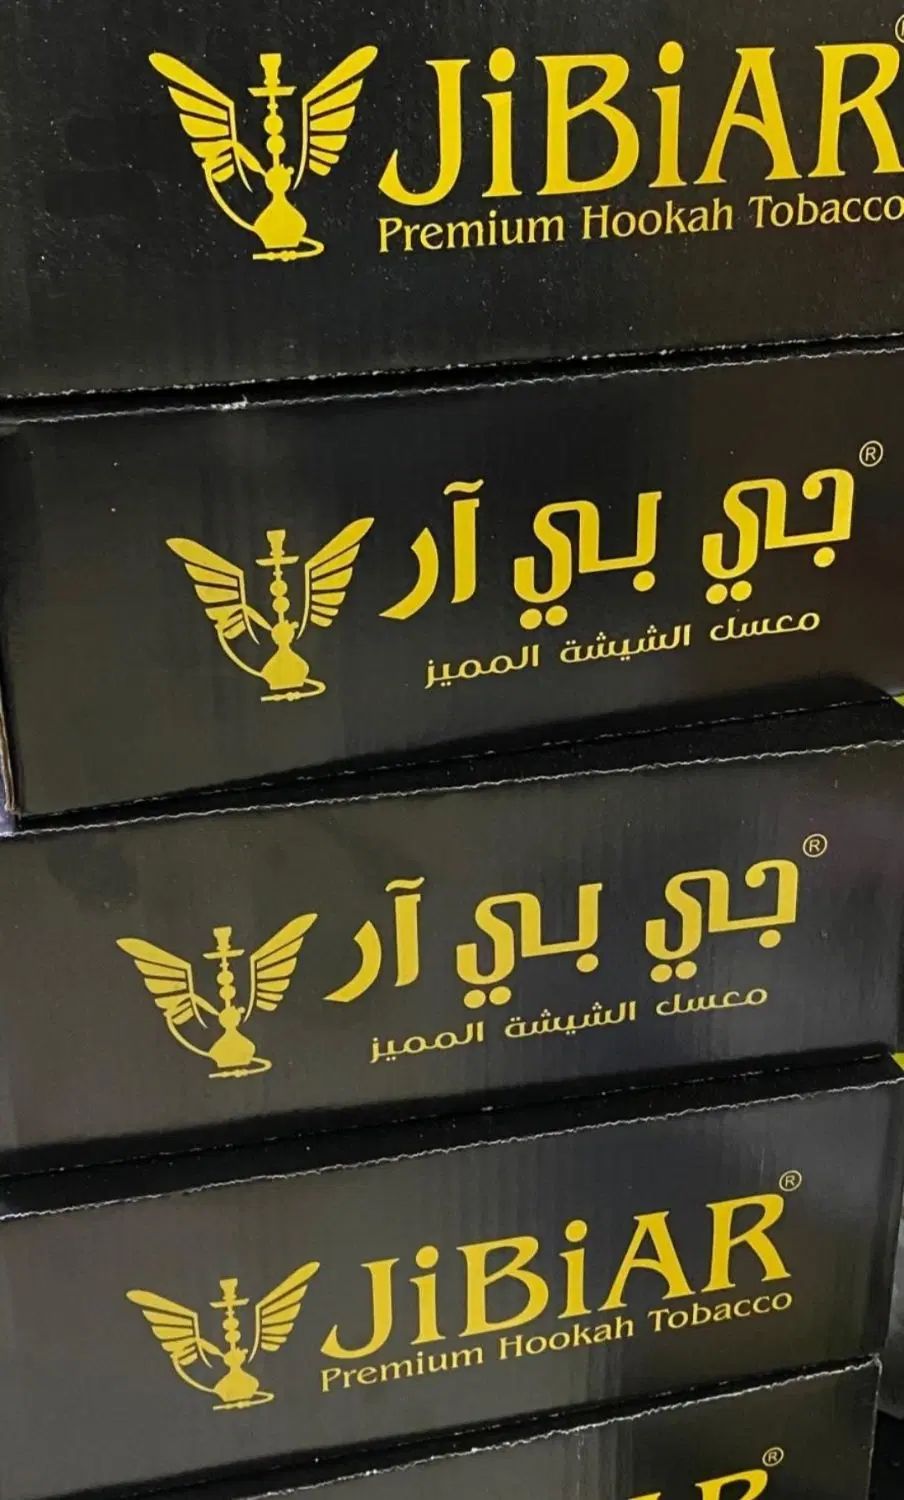 JiBiAR®
Premium Hookah Tobacco
جي بي آر®
معسل الشيشة المميز
جي بي آر®
معسل الشيشة المميز
JiBiAR®
Premium Hookah Tobacco
AR®